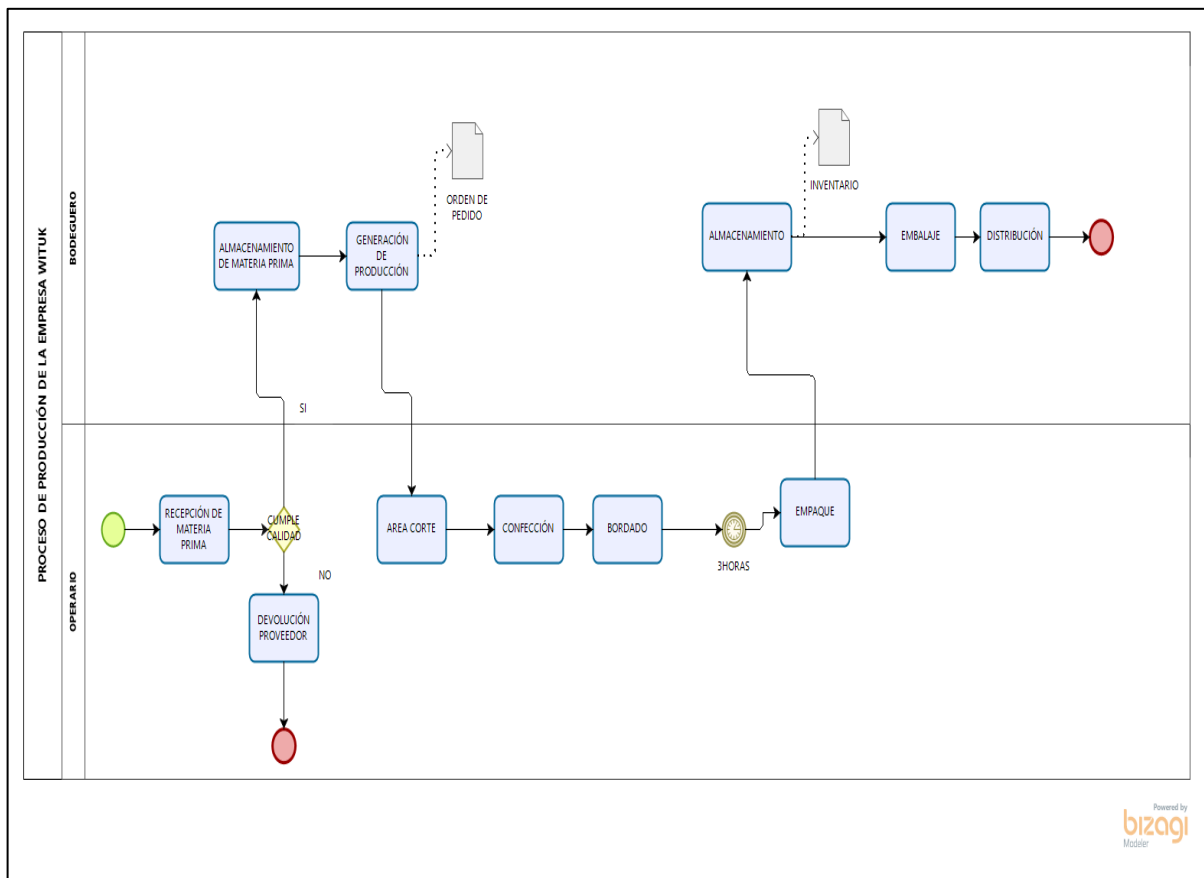 PROCESO DE PRODUCCIÓN DE LA EMPRESA WITUK
BODEGUERO
ORDEN DE
PEDIDO
INVENTARIO
ALMACENAMIENTO
DE MATERIA PRIMA
GENERACIÓN
DE
PRODUCCIÓN
ALMACENAMIENTO
EMBALAJE
DISTRIBUCIÓN
SI
OPERARIO
RECEPCIÓN DE
MATERIA
PRIMA
CUMPLE
CALIDAD
AREA CORTE
CONFECCIÓN
BORDADO
3HORAS
EMPAQUE
NO
DEVOLUCIÓN
PROVEEDOR
Powered by
bizagi
Modeler